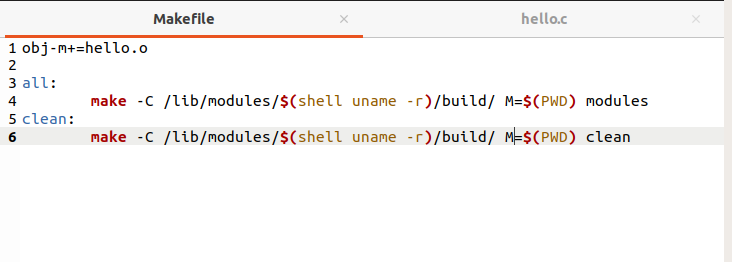 Makefile × hello.c ×
1 obj-m+=hello.o
2
3 all:
4 	make -C /lib/modules/$(shell uname -r)/build/ M=$(PWD) modules
5 clean:
6 	make -C /lib/modules/$(shell uname -r)/build/ M=$(PWD) clean